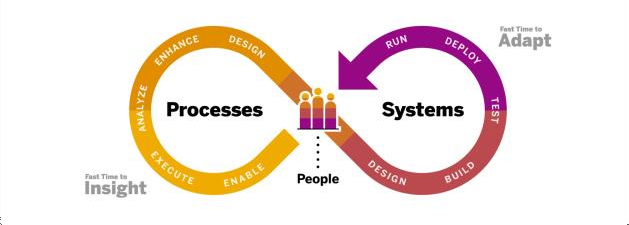 Fast Time to
Adapt
ENHANCE
DESIGN
RUN
DEPLOY
ANALYZE
Processes
Systems
TEST
EXECUTE
ENABLE
DESIGN
BUILD
Fast Time to
Insight
People